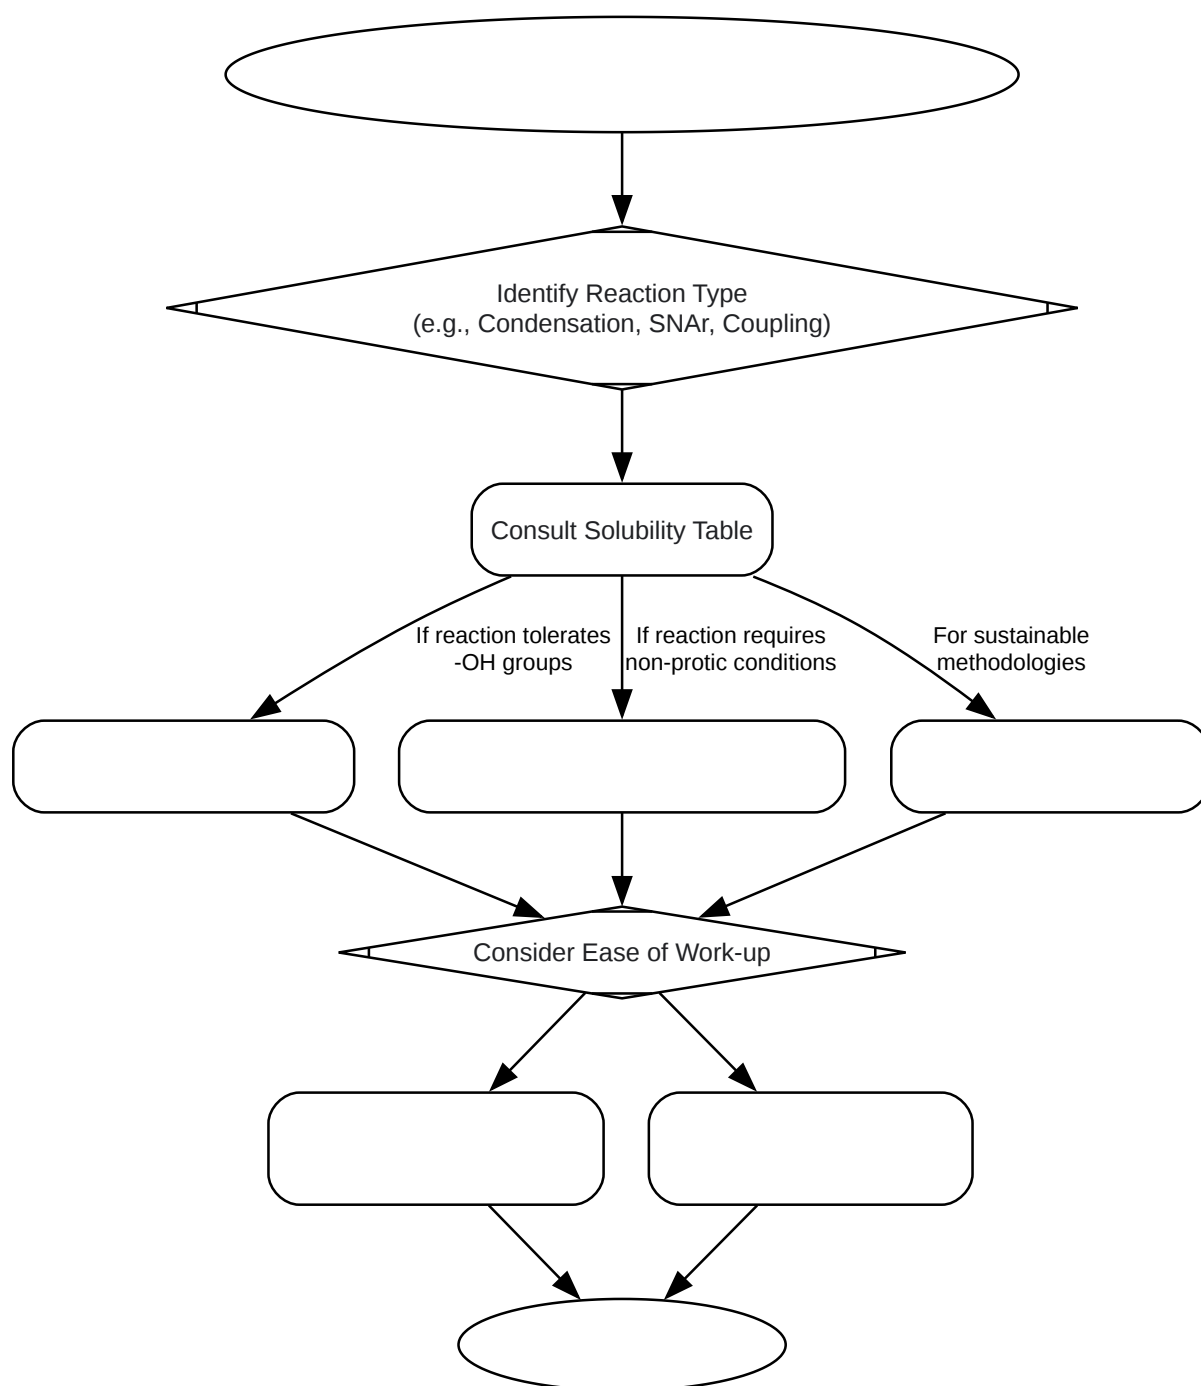 Identify Reaction Type
(e.g., Condensation, SNAr, Coupling)
Consult Solubility Table
If reaction tolerates
-OH groups
If reaction requires
non-protic conditions
For sustainable
methodologies
Consider Ease of Work-up